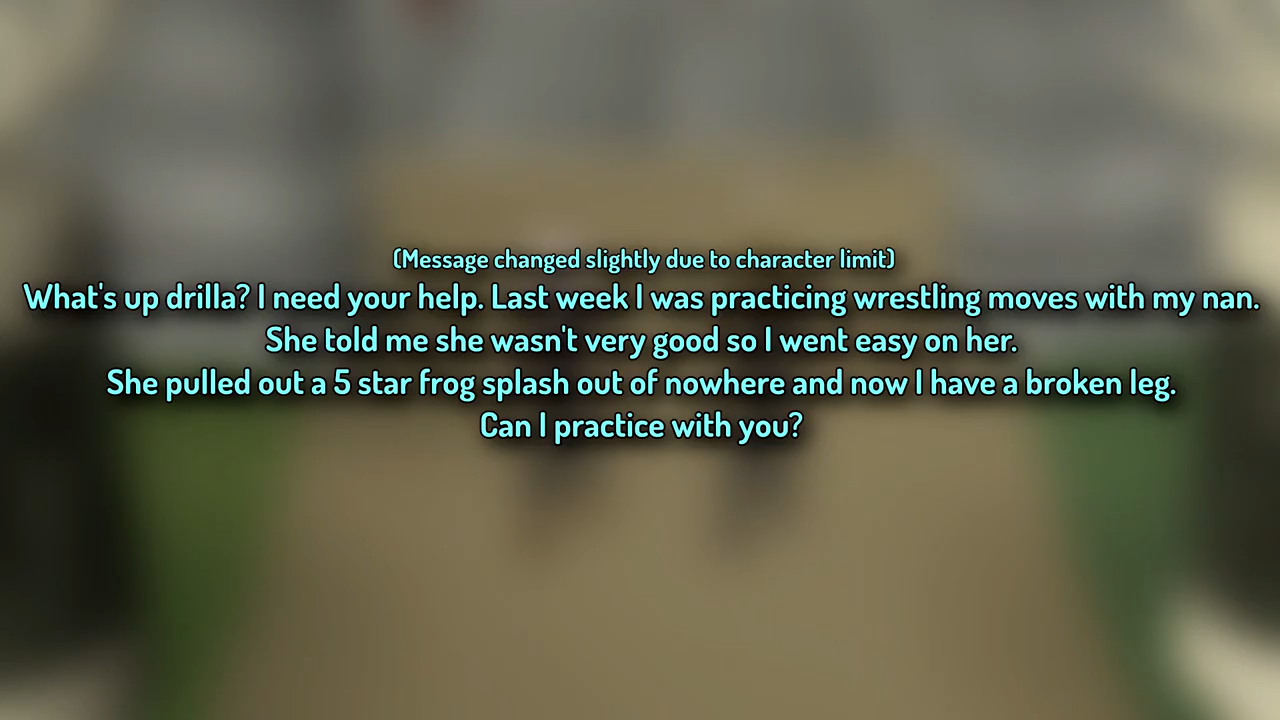 (Message changed slightly due to character limit)
What's up drilla? I need your help. Last week I was practicing wrestling moves with my nan.
She told me she wasn't very good so I went easy on her.
She pulled out a 5 star frog splash out of nowhere and now I have a broken leg.
Can I practice with you?